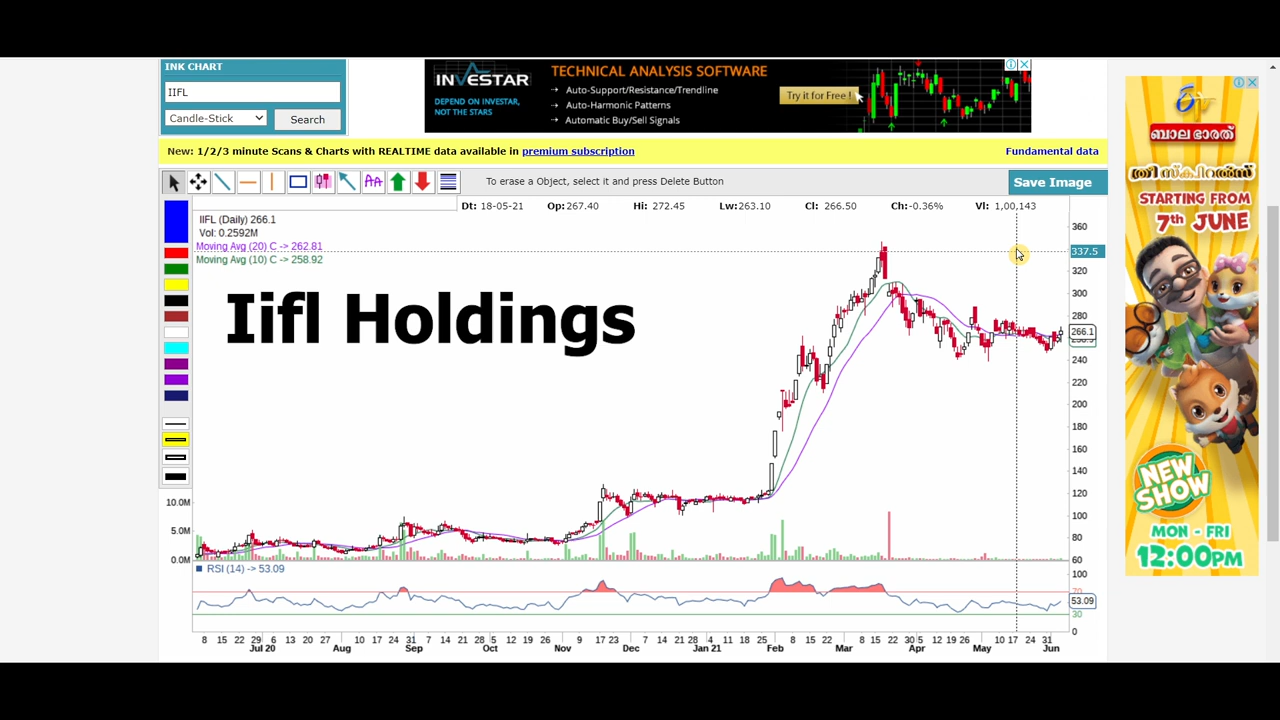 INK CHART
IIFL
Candle-Stick
Search
INVESTAR
DEPEND ON INVESTAR,
NOT THE STARS
TECHNICAL ANALYSIS SOFTWARE
Auto-Support/Resistance/Trendline
Auto-Harmonic Patterns
Automatic Buy/Sell Signals
Try it for Free !
New: 1/2/3 minute Scans & Charts with REALTIME data available in premium subscription
Fundamental data
To erase a Object, select it and press Delete Button
Save Image
Dt: 18-05-21 Op:267.40 Hi: 272.45 Lw:263.10 Cl: 266.50 Ch:-0.36% Vl: 1,00,143
IIFL (Daily) 266.1
Vol: 0.2592M
Moving Avg (20) C -> 262.81
Moving Avg (10) C -> 258.92
Iifl Holdings
360
337.5
320
300
280
266.1
240
220
200
180
160
140
120
100
80
60
10.0M
5.0M
0.0M
RSI (14) -> 53.09
100
70
53.09
30
0
8 15 22 29 6 13 20 27 10 17 24 31 7 14 21 28 5 12 19 26 9 17 23 7 14 21 28 4 11 18 25 8 15 22 8 15 22 30 5 12 19 26 10 17 24 31
Jul 20 Aug Sep Oct Nov Dec Jan 21 Feb Mar Apr May Jun
ബാല ഭാരത്
ത്രീ സ്ക്വിറൽസ്
STARTING FROM
7th JUNE
NEW
SHOW
MON - FRI
12:00PM